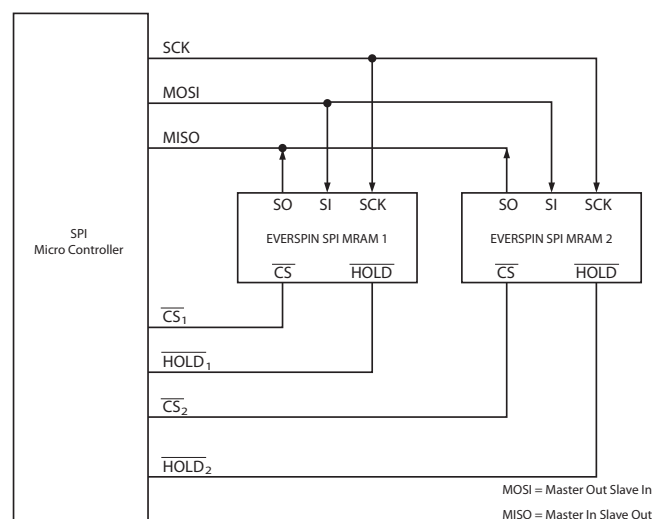 SCK
MOSI
MISO
SO SI SCK
SO SI SCK
SPI
Micro Controller
EVERSPIN SPI MRAM 1
EVERSPIN SPI MRAM 2
CS HOLD
CS HOLD
CS1
HOLD1
CS2
HOLD2
MOSI = Master Out Slave In
MISO = Master In Slave Out